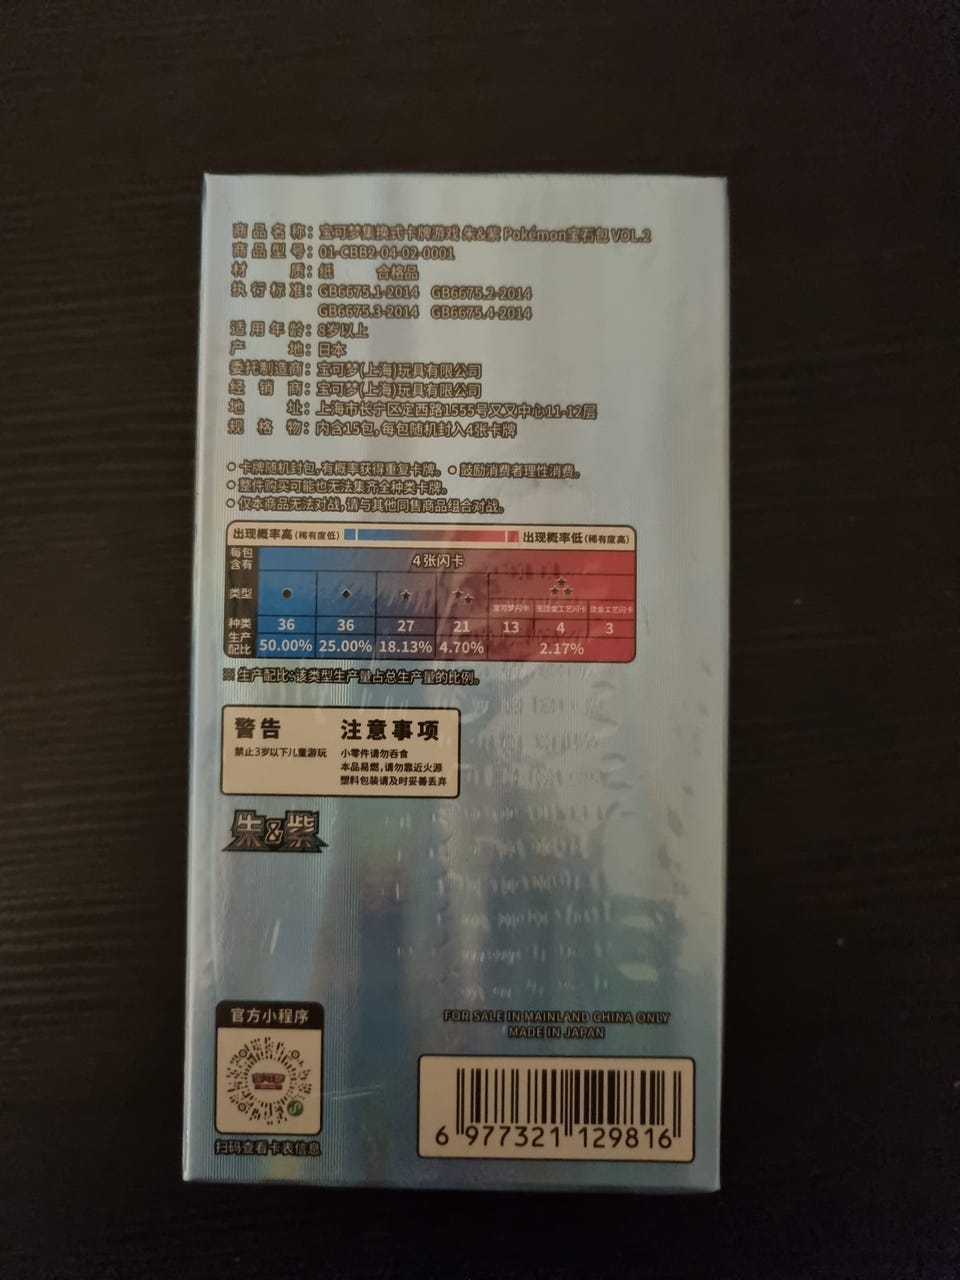 商品名称：宝可梦集换式卡牌游戏 朱&紫 Pokémon宝石包 VOL.2
商品型号：01-CBB2-04-02-0001
材质：纸 合格品
执行标准：GB6675.1-2014 GB6675.2-2014
GB6675.3-2014 GB6675.4-2014
适用年龄：8岁以上
产地：日本
委托制造商：宝可梦(上海)玩具有限公司
经销商：宝可梦(上海)玩具有限公司
地址：上海市长宁区定西路1555号又又中心11-12层
规格物：内含15包，每包随机封入4张卡牌
○ 卡牌随机封包，有概率获得重复卡牌。 ○ 鼓励消费者理性消费。
○ 整件购买可能也无法集齐全种类卡牌。
○ 仅本商品无法对战，请与其他同售商品组合对战。
出现概率高(稀有度低) 出现概率低(稀有度高)
每包含有 4张闪卡
类型 ● ◆ ★ ★★ ★★★
宝可梦闪卡 无烫金工艺闪卡 烫金工艺闪卡
种类 36 36 27 21 13 4 3
生产配比 50.00% 25.00% 18.13% 4.70% 2.17%
※ 生产配比：该类型生产量占总生产量的比例。
警告 注意事项
禁止3岁以下儿童游玩 小零件请勿吞食
本品易燃，请勿靠近火源
塑料包装请及时妥善丢弃
朱&紫
官方小程序
宝可梦
扫码查看卡表信息
FOR SALE IN MAINLAND CHINA ONLY
MADE IN JAPAN
6 977321 129816